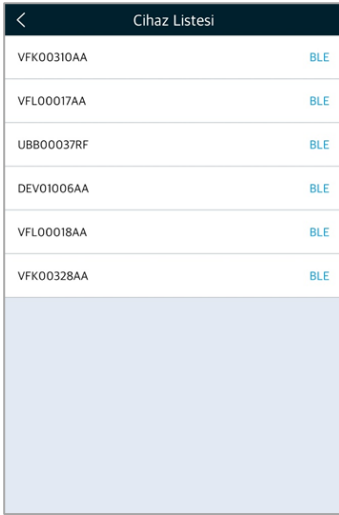 Cihaz Listesi
VFK00310AA BLE
VFL00017AA BLE
UBB00037RF BLE
DEV01006AA BLE
VFL00018AA BLE
VFK00328AA BLE